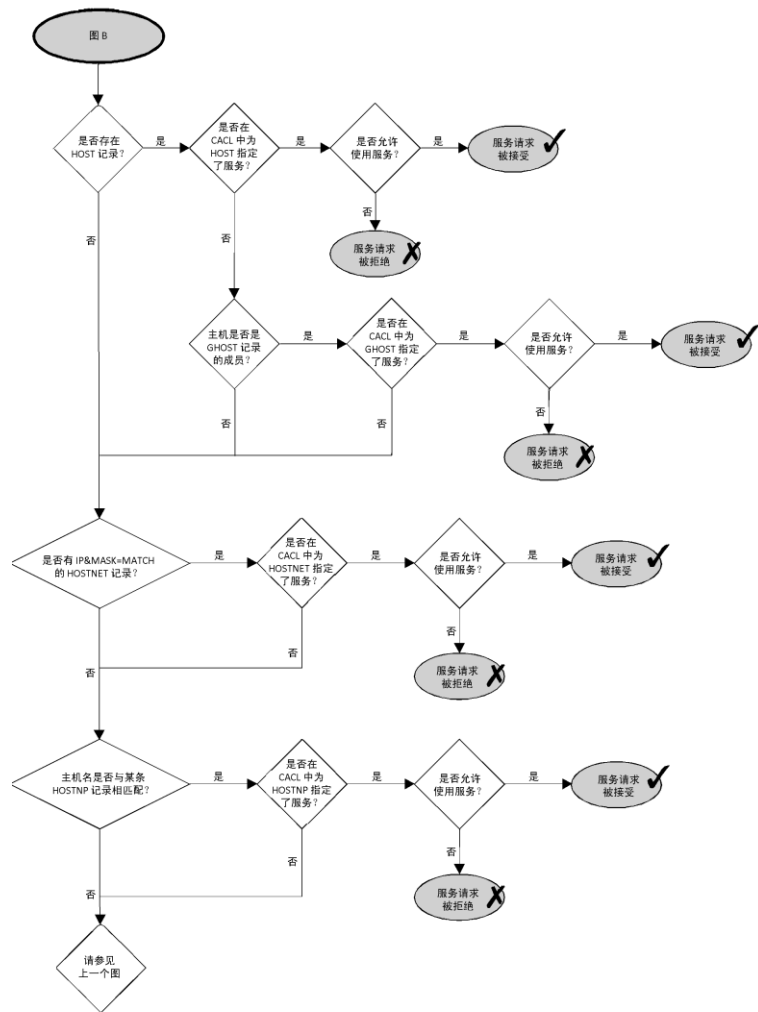 图 B
是否存在
HOST 记录？
是
是否在
CACL 中为
HOST 指定
了服务？
是
是否允许
使用服务？
是
服务请求
被接受
否
否
否
服务请求
被拒绝
主机是否是
GHOST 记录
的成员？
是
是否在
CACL 中为
GHOST 指定
了服务？
是
是否允许
使用服务？
是
服务请求
被接受
否
否
否
服务请求
被拒绝
是否有 IP&MASK=MATCH
的 HOSTNET 记录？
是
是否在
CACL 中为
HOSTNET 指定
了服务？
是
是否允许
使用服务？
是
服务请求
被接受
否
否
否
服务请求
被拒绝
主机名是否与某条
HOSTNP 记录相匹配？
是
是否在
CACL 中为
HOSTNP 指定
了服务？
是
是否允许
使用服务？
是
服务请求
被接受
否
否
否
服务请求
被拒绝
请参见
上一个图